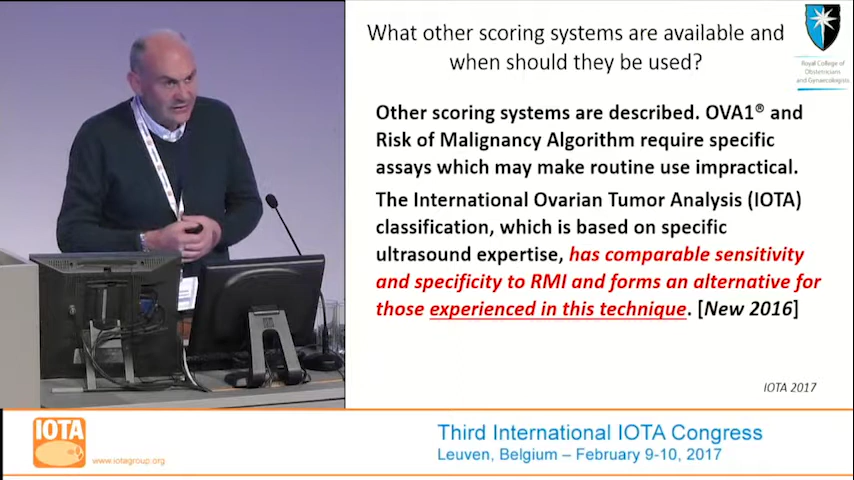 What other scoring systems are available and
when should they be used?
Royal College of
Obstetricians
and Gynaecologists
Other scoring systems are described. OVA1® and
Risk of Malignancy Algorithm require specific
assays which may make routine use impractical.
The International Ovarian Tumor Analysis (IOTA)
classification, which is based on specific
ultrasound expertise, has comparable sensitivity
and specificity to RMI and forms an alternative for
those experienced in this technique. [New 2016]
IOTA 2017
IOTA
www.iotagroup.org
Third International IOTA Congress
Leuven, Belgium – February 9-10, 2017